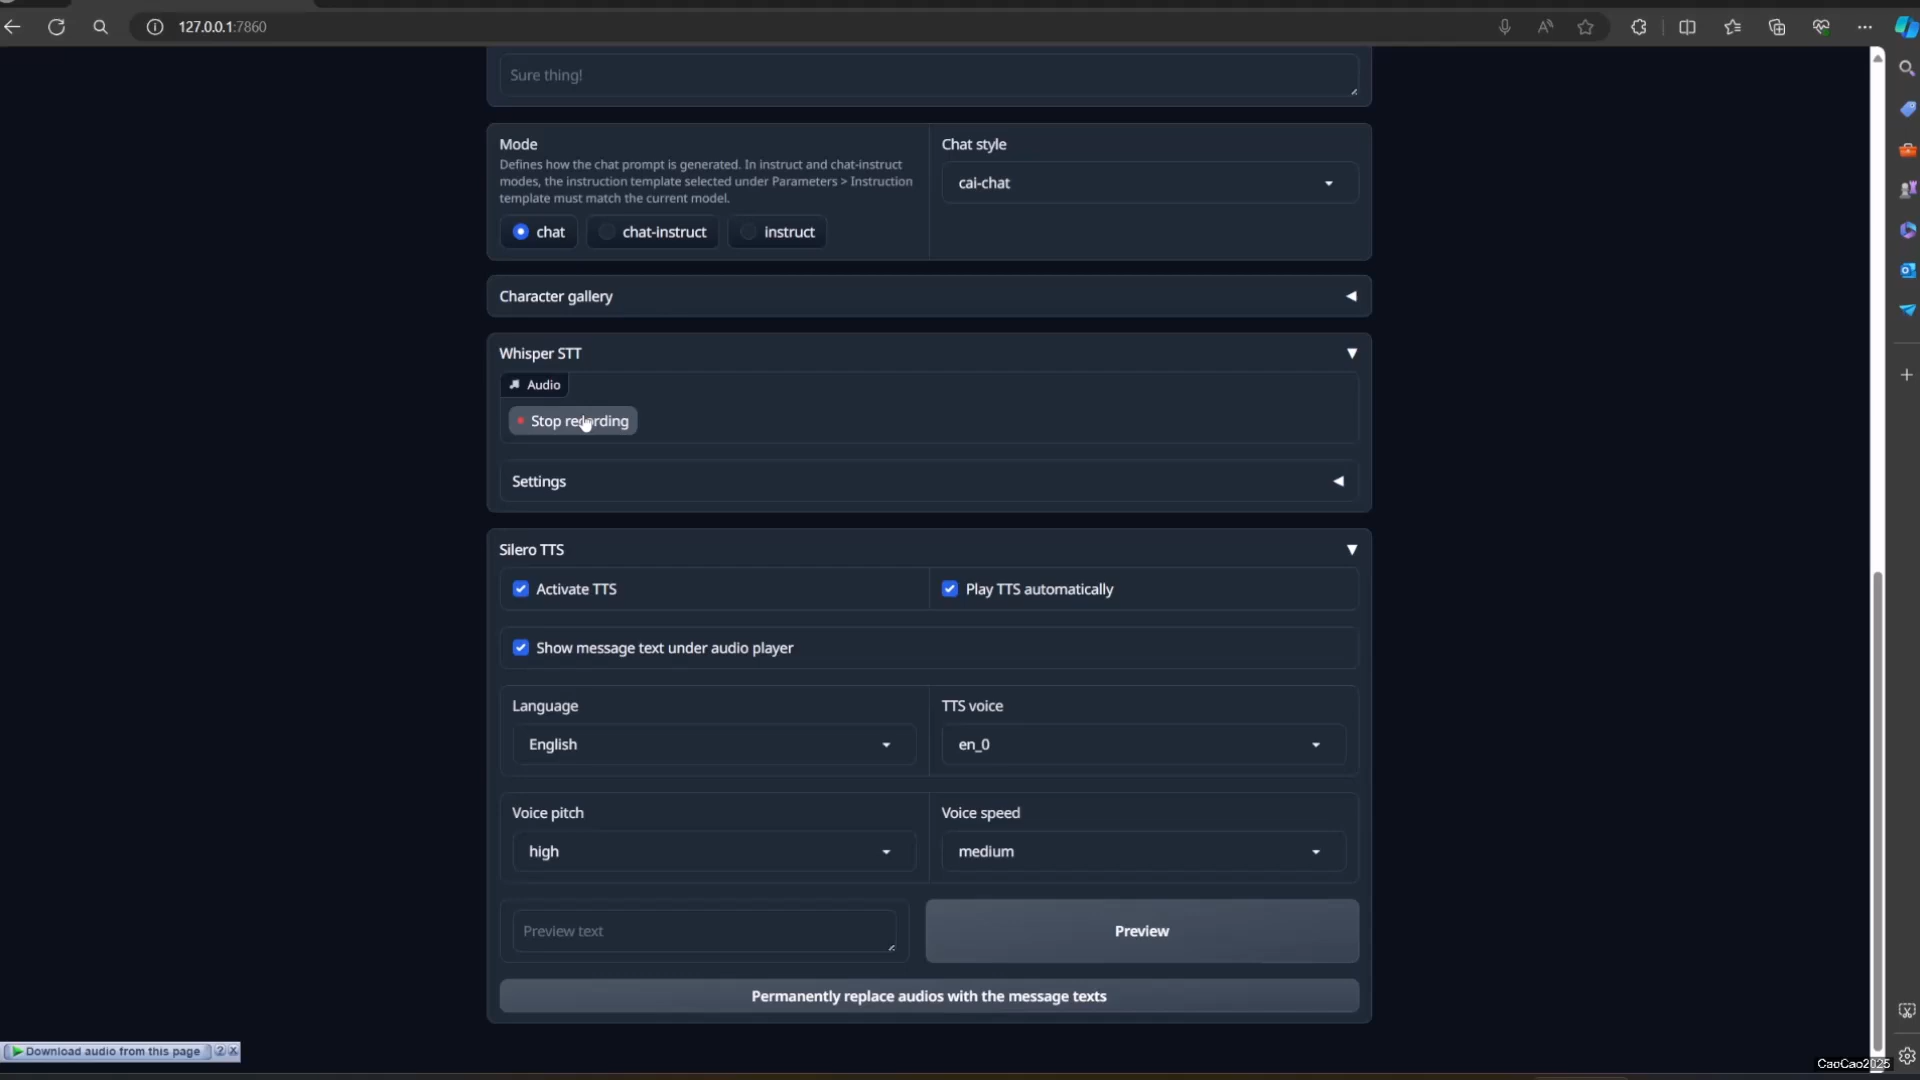 127.0.0.1:7860
Sure thing!
Mode
Defines how the chat prompt is generated. In instruct and chat-instruct
modes, the instruction template selected under Parameters > Instruction
template must match the current model.
chat
chat-instruct
instruct
Chat style
cai-chat
Character gallery
Whisper STT
Audio
Stop recording
Settings
Silero TTS
Activate TTS
Play TTS automatically
Show message text under audio player
Language
English
TTS voice
en_0
Voice pitch
high
Voice speed
medium
Preview text
Preview
Permanently replace audios with the message texts
Download audio from this page
CaoCao2025